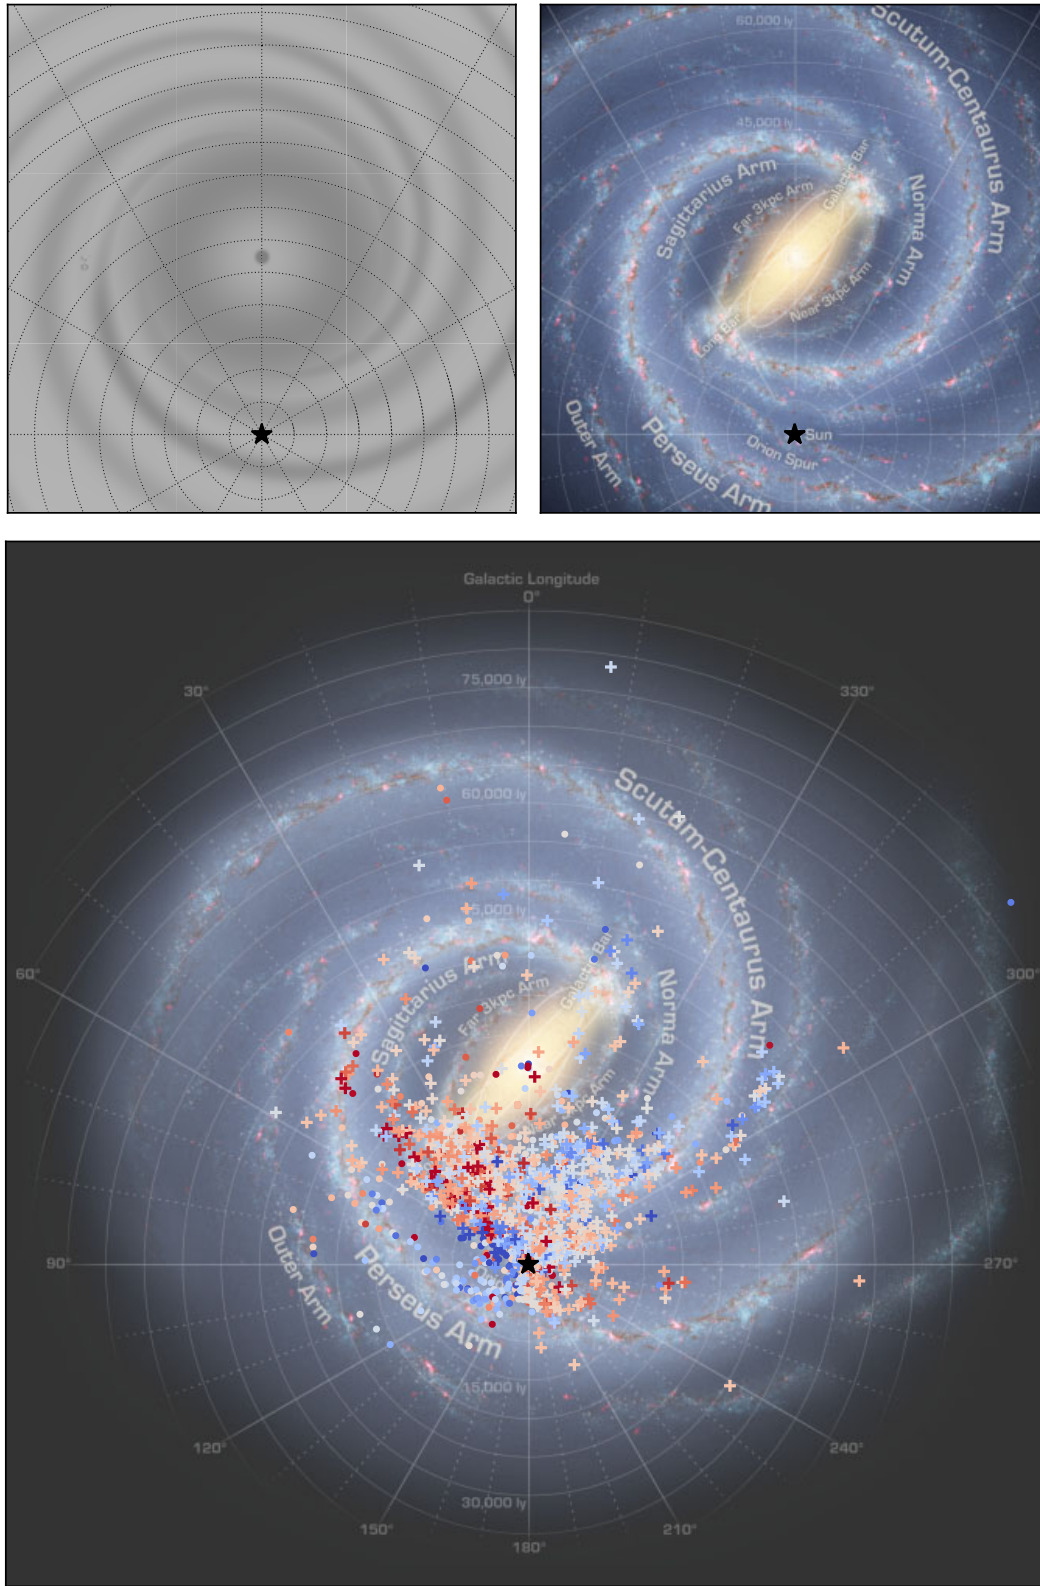 60,000 ly
Scutum-Centaurus Arm
45,000 ly
Sagittarius Arm
Far 3kpc Arm
Galactic Bar
Norma Arm
Near 3kpc Arm
Long Bar
Sun
Orion Spur
Outer Arm
Perseus Arm
Galactic Longitude
0°
75,000 ly
30°
330°
60,000 ly
Scutum-Centaurus Arm
60°
300°
Sagittarius Arm
Far 3kpc Arm
Galactic Bar
Norma Arm
90°
270°
Outer Arm
Perseus Arm
15,000 ly
120°
240°
30,000 ly
150°
210°
180°